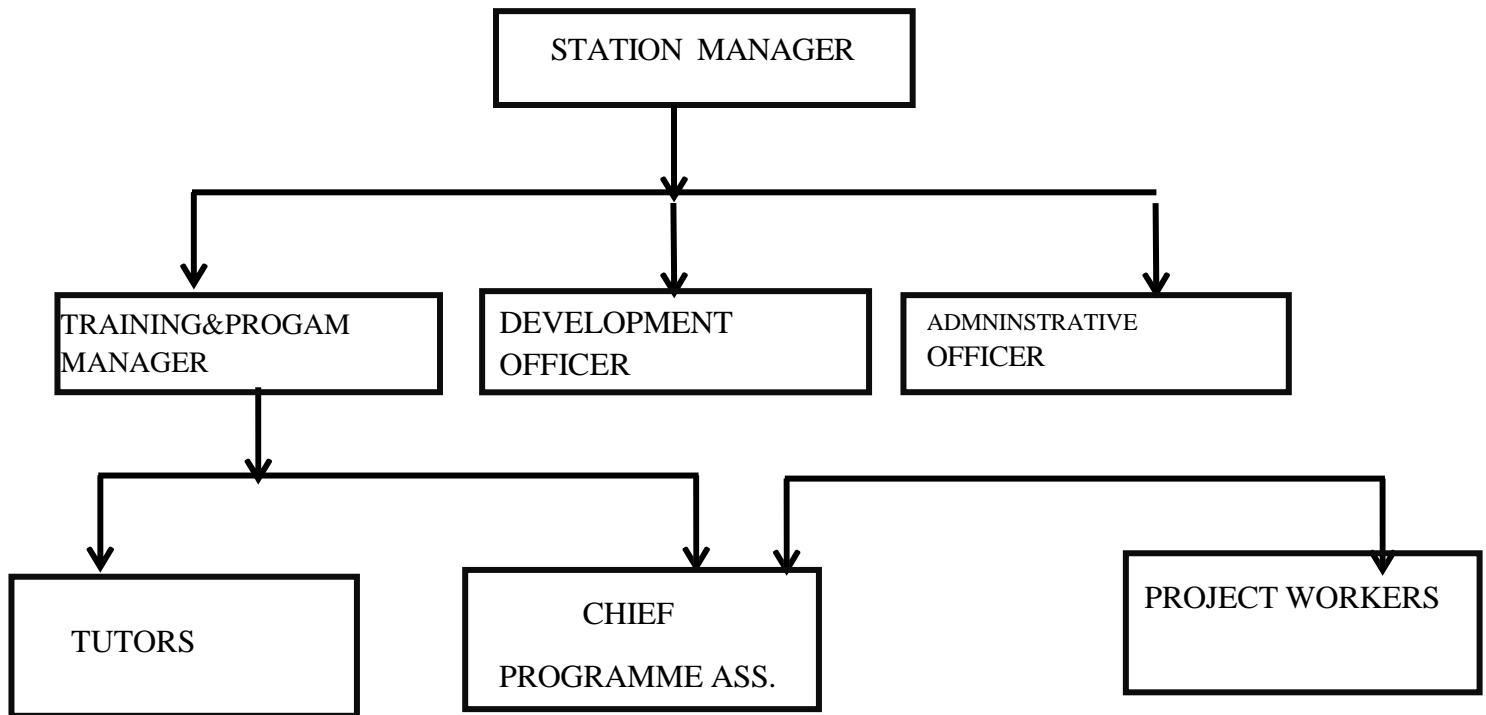 STATION MANAGER
TRAINING&PROGAM
MANAGER
DEVELOPMENT
OFFICER
ADMNINSTRATIVE
OFFICER
TUTORS
CHIEF
PROGRAMME ASS.
PROJECT WORKERS